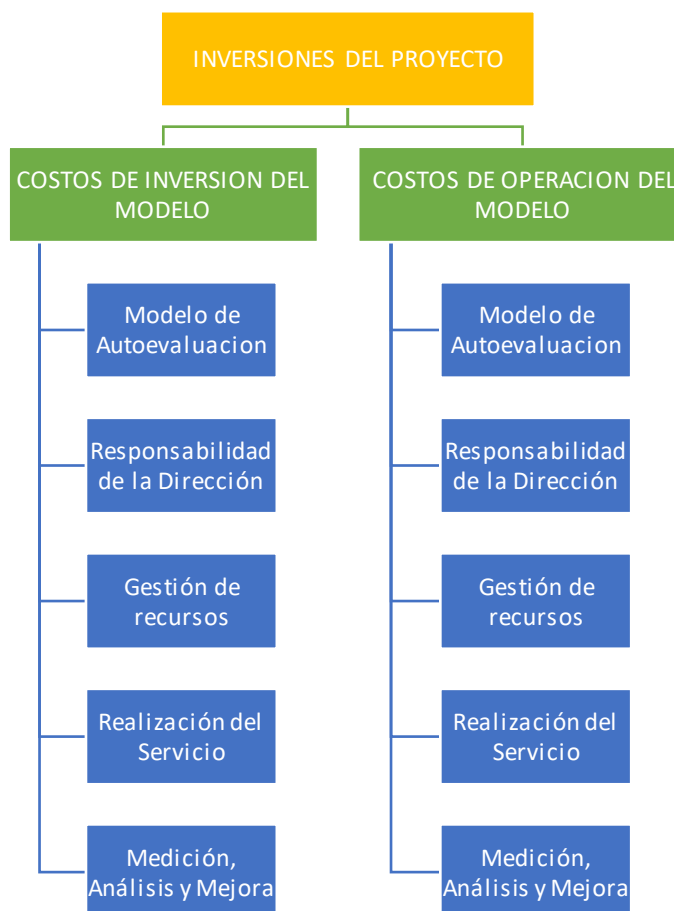 INVERSIONES DEL PROYECTO
COSTOS DE INVERSION DEL
MODELO
Modelo de
Autoevaluacion
Responsabilidad
de la Dirección
Gestión de
recursos
Realización del
Servicio
Medición,
Análisis y Mejora
COSTOS DE OPERACION DEL
MODELO
Modelo de
Autoevaluacion
Responsabilidad
de la Dirección
Gestión de
recursos
Realización del
Servicio
Medición,
Análisis y Mejora